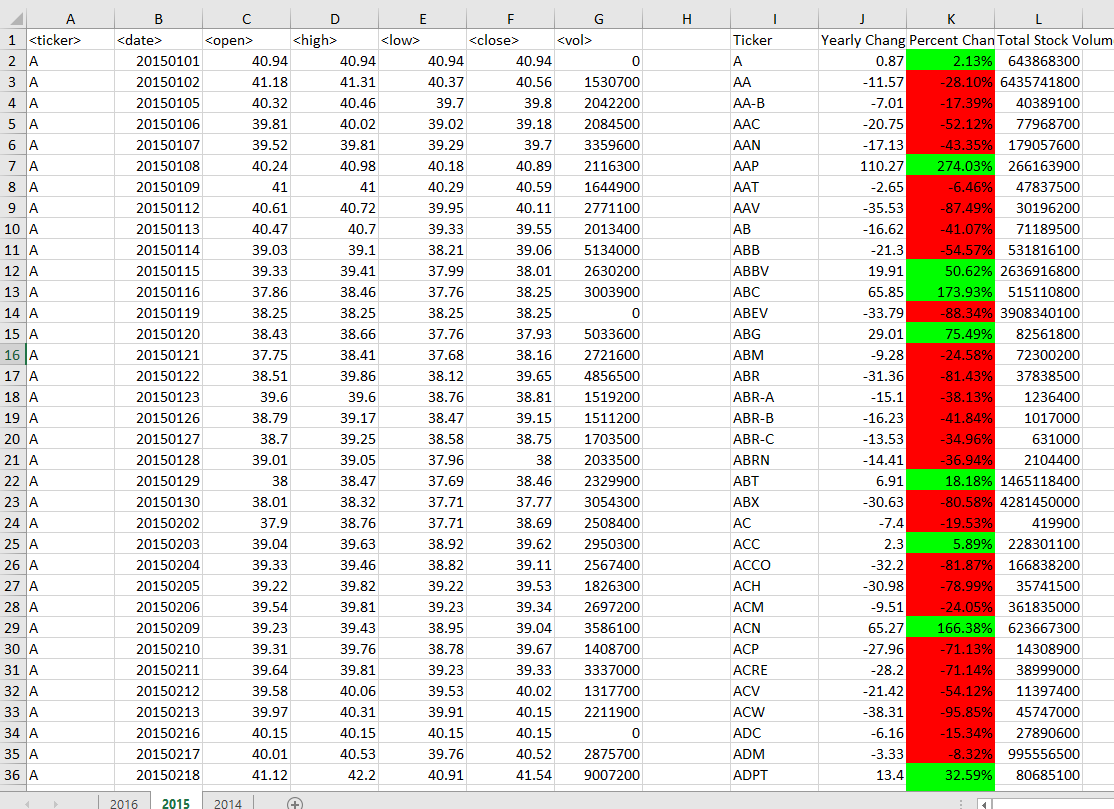 A B C D E F G H I J K L
1 <ticker> <date> <open> <high> <low> <close> <vol> Ticker Yearly Chang Percent Chan Total Stock Volum
2 A 20150101 40.94 40.94 40.94 40.94 0 A 0.87 2.13% 643868300
3 A 20150102 41.18 41.31 40.37 40.56 1530700 AA -11.57 -28.10% 6435741800
4 A 20150105 40.32 40.46 39.7 39.8 2042200 AA-B -7.01 -17.39% 40389100
5 A 20150106 39.81 40.02 39.02 39.18 2084500 AAC -20.75 -52.12% 77968700
6 A 20150107 39.52 39.81 39.29 39.7 3359600 AAN -17.13 -43.35% 179057600
7 A 20150108 40.24 40.98 40.18 40.89 2116300 AAP 110.27 274.03% 266163900
8 A 20150109 41 41 40.29 40.59 1644900 AAT -2.65 -6.46% 47837500
9 A 20150112 40.61 40.72 39.95 40.11 2771100 AAV -35.53 -87.49% 30196200
10 A 20150113 40.47 40.7 39.33 39.55 2013400 AB -16.62 -41.07% 71189500
11 A 20150114 39.03 39.1 38.21 39.06 5134000 ABB -21.3 -54.57% 531816100
12 A 20150115 39.33 39.41 37.99 38.01 2630200 ABBV 19.91 50.62% 2636916800
13 A 20150116 37.86 38.46 37.76 38.25 3003900 ABC 65.85 173.93% 515110800
14 A 20150119 38.25 38.25 38.25 38.25 0 ABEV -33.79 -88.34% 3908340100
15 A 20150120 38.43 38.66 37.76 37.93 5033600 ABG 29.01 75.49% 82561800
16 A 20150121 37.75 38.41 37.68 38.16 2721600 ABM -9.28 -24.58% 72300200
17 A 20150122 38.51 39.86 38.12 39.65 4856500 ABR -31.36 -81.43% 37838500
18 A 20150123 39.6 39.6 38.76 38.81 1519200 ABR-A -15.1 -38.13% 1236400
19 A 20150126 38.79 39.17 38.47 39.15 1511200 ABR-B -16.23 -41.84% 1017000
20 A 20150127 38.7 39.25 38.58 38.75 1703500 ABR-C -13.53 -34.96% 631000
21 A 20150128 39.01 39.05 37.96 38 2033500 ABRN -14.41 -36.94% 2104400
22 A 20150129 38 38.47 37.69 38.46 2329900 ABT 6.91 18.18% 1465118400
23 A 20150130 38.01 38.32 37.71 37.77 3054300 ABX -30.63 -80.58% 4281450000
24 A 20150202 37.9 38.76 37.71 38.69 2508400 AC -7.4 -19.53% 419900
25 A 20150203 39.04 39.63 38.92 39.62 2950300 ACC 2.3 5.89% 228301100
26 A 20150204 39.33 39.46 38.82 39.11 2567400 ACCO -32.2 -81.87% 166838200
27 A 20150205 39.22 39.82 39.22 39.53 1826300 ACH -30.98 -78.99% 35741500
28 A 20150206 39.54 39.81 39.23 39.34 2697200 ACM -9.51 -24.05% 361835000
29 A 20150209 39.23 39.43 38.95 39.04 3586100 ACN 65.27 166.38% 623667300
30 A 20150210 39.31 39.76 38.78 39.67 1408700 ACP -27.96 -71.13% 14308900
31 A 20150211 39.64 39.81 39.23 39.33 3337000 ACRE -28.2 -71.14% 38999000
32 A 20150212 39.58 40.06 39.53 40.02 1317700 ACV -21.42 -54.12% 11397400
33 A 20150213 39.97 40.31 39.91 40.15 2211900 ACW -38.31 -95.85% 45747000
34 A 20150216 40.15 40.15 40.15 40.15 0 ADC -6.16 -15.34% 27890600
35 A 20150217 40.01 40.53 39.76 40.52 2875700 ADM -3.33 -8.32% 995556500
36 A 20150218 41.12 42.2 40.91 41.54 9007200 ADPT 13.4 32.59% 80685100
2016 2015 2014